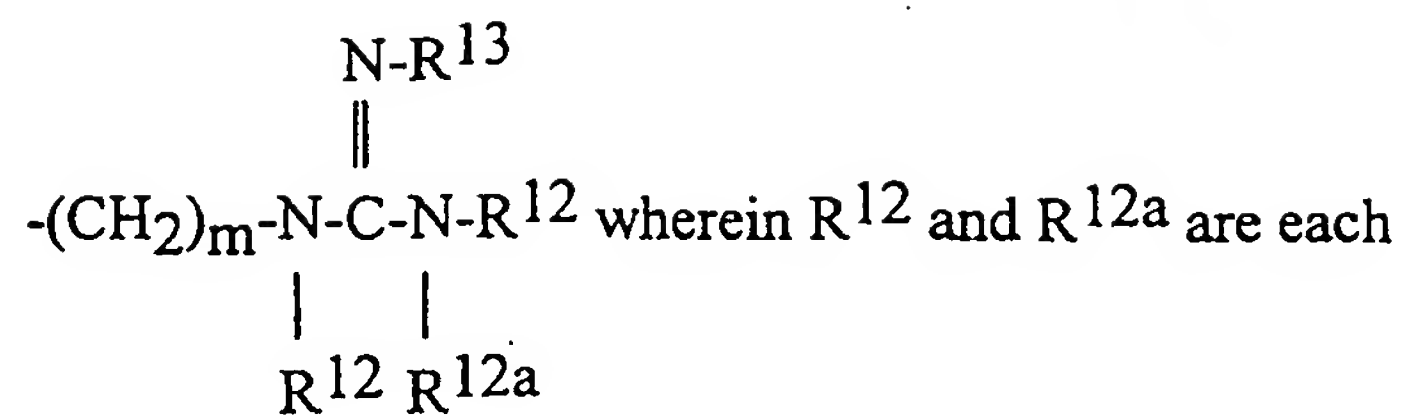 N-R13
||
-(CH2)m-N-C-N-R12 wherein R12 and R12a are each
| |
R12 R12a